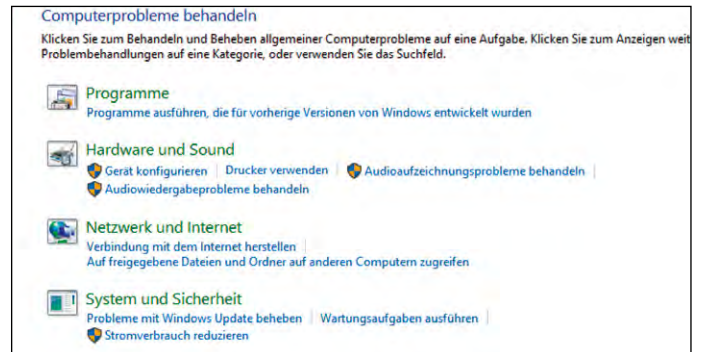 Computerprobleme behandeln
Klicken Sie zum Behandeln und Beheben allgemeiner Computerprobleme auf eine Aufgabe. Klicken Sie zum Anzeigen weit
Problembehandlungen auf eine Kategorie, oder verwenden Sie das Suchfeld.
Programme
Programme ausführen, die für vorherige Versionen von Windows entwickelt wurden
Hardware und Sound
Gerät konfigurieren | Drucker verwenden | Audioaufzeichnungsprobleme behandeln |
Audiowiedergabeprobleme behandeln
Netzwerk und Internet
Verbindung mit dem Internet herstellen |
Auf freigegebene Dateien und Ordner auf anderen Computern zugreifen
System und Sicherheit
Probleme mit Windows Update beheben | Wartungsaufgaben ausführen |
Stromverbrauch reduzieren